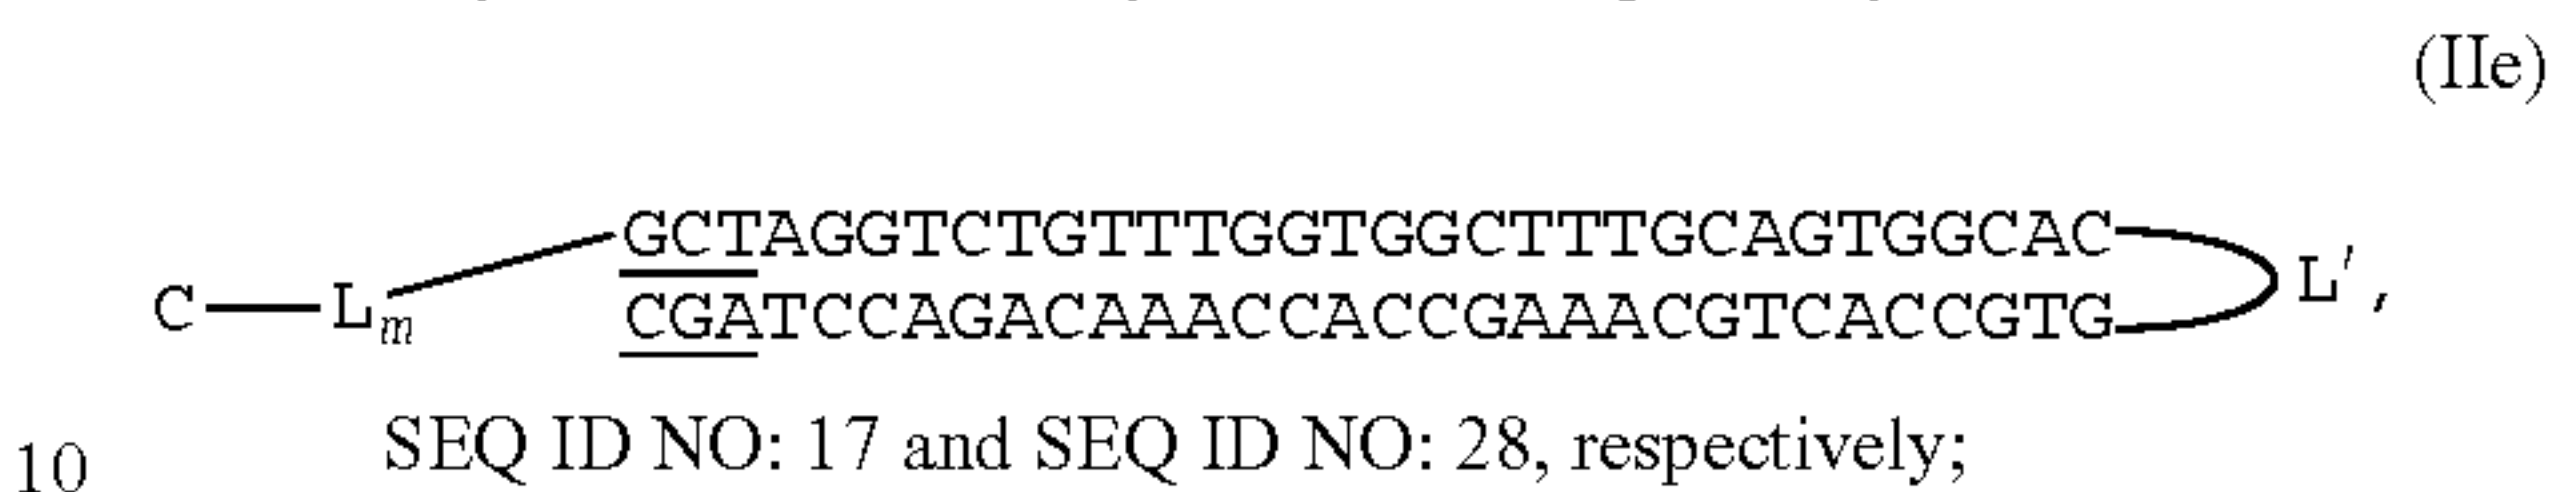 (IIe)
GCTAGGTCTGTTTGGTGGCTTTGCAGTGGCAC
C—Lm L′,
CGATCCAGACAAACCACCGAAACGTCACCGTG
10 SEQ ID NO: 17 and SEQ ID NO: 28, respectively;